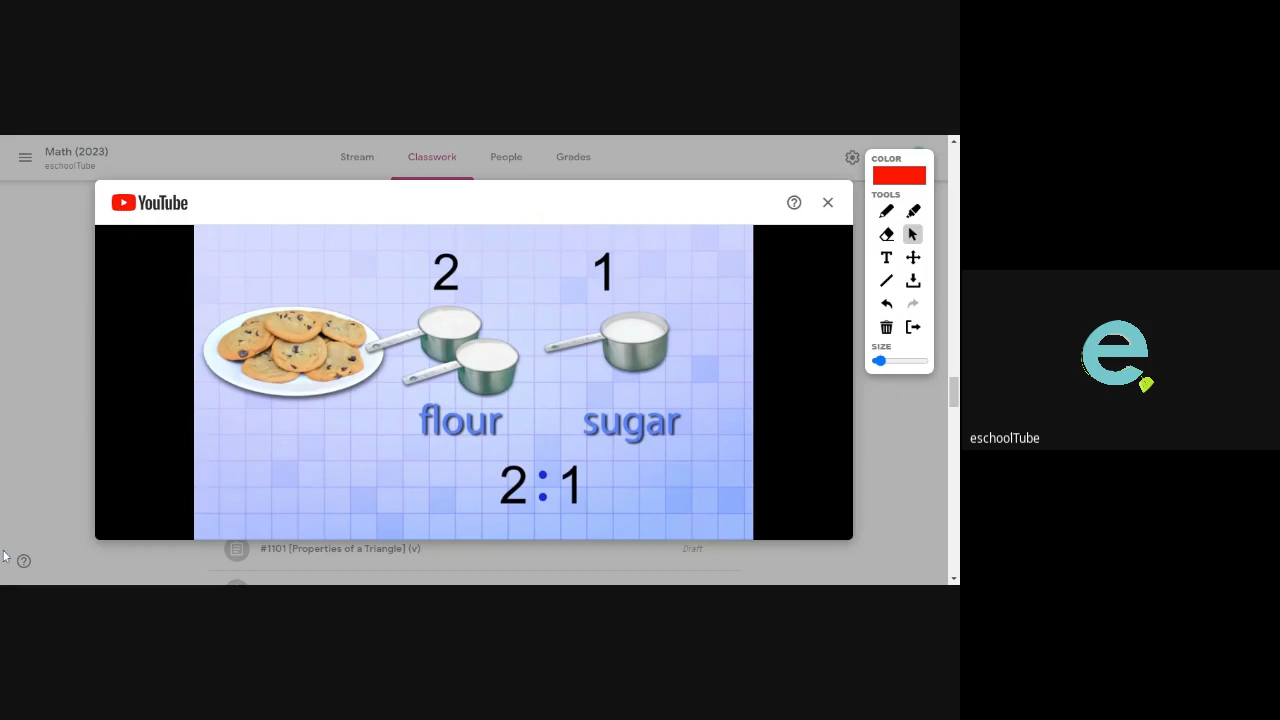 Math (2023)
eschoolTube
Stream
Classwork
People
Grades
COLOR
TOOLS
T
SIZE
YouTube
2
1
flour
sugar
2:1
#1101 [Properties of a Triangle] (v)
Draft
e
eschoolTube